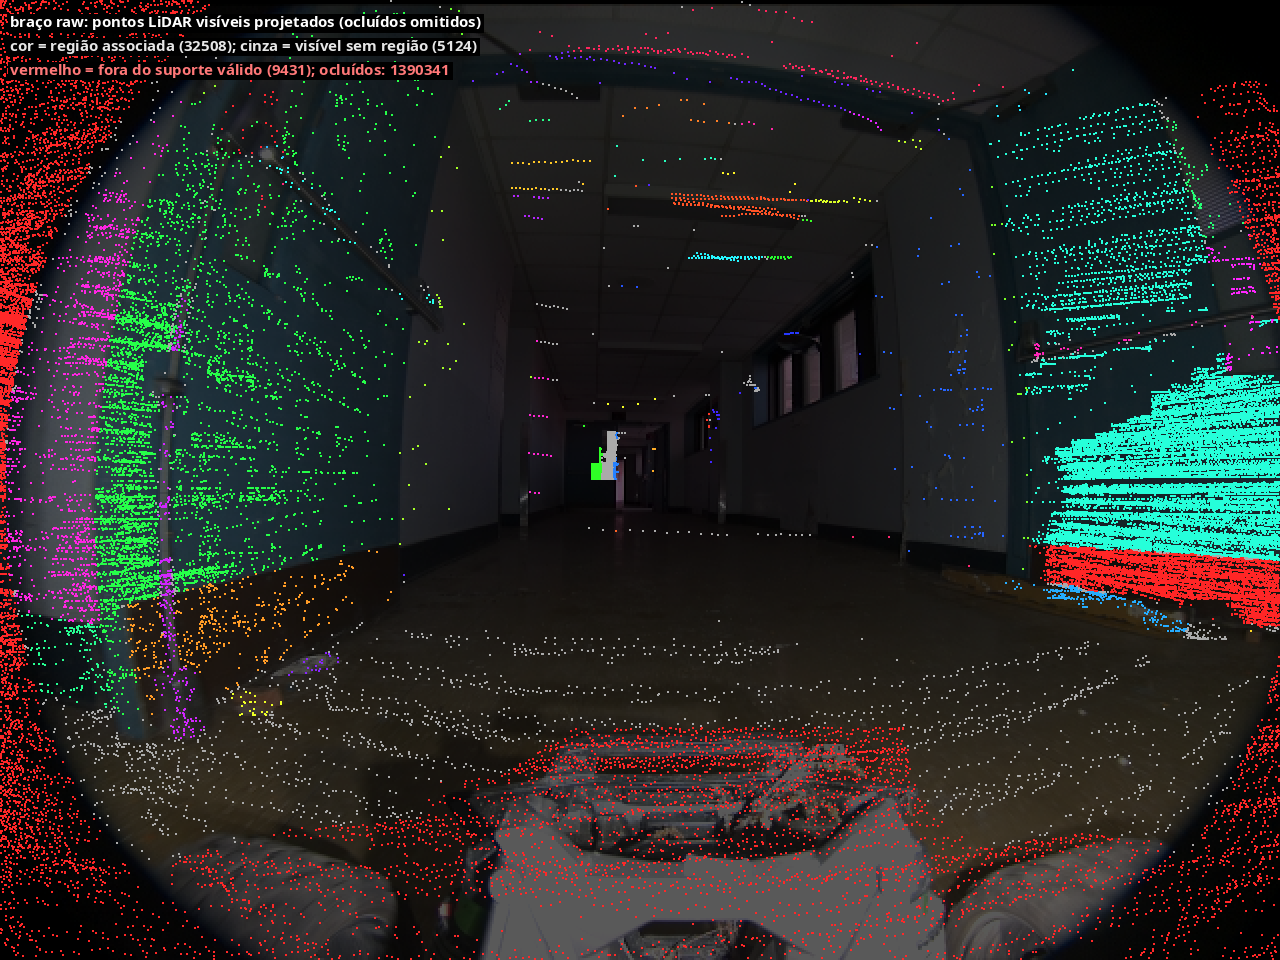 braço raw: pontos LiDAR visíveis projetados (ocluídos omitidos)
cor = região associada (32508); cinza = visível sem região (5124)
vermelho = fora do suporte válido (9431); ocluídos: 1390341